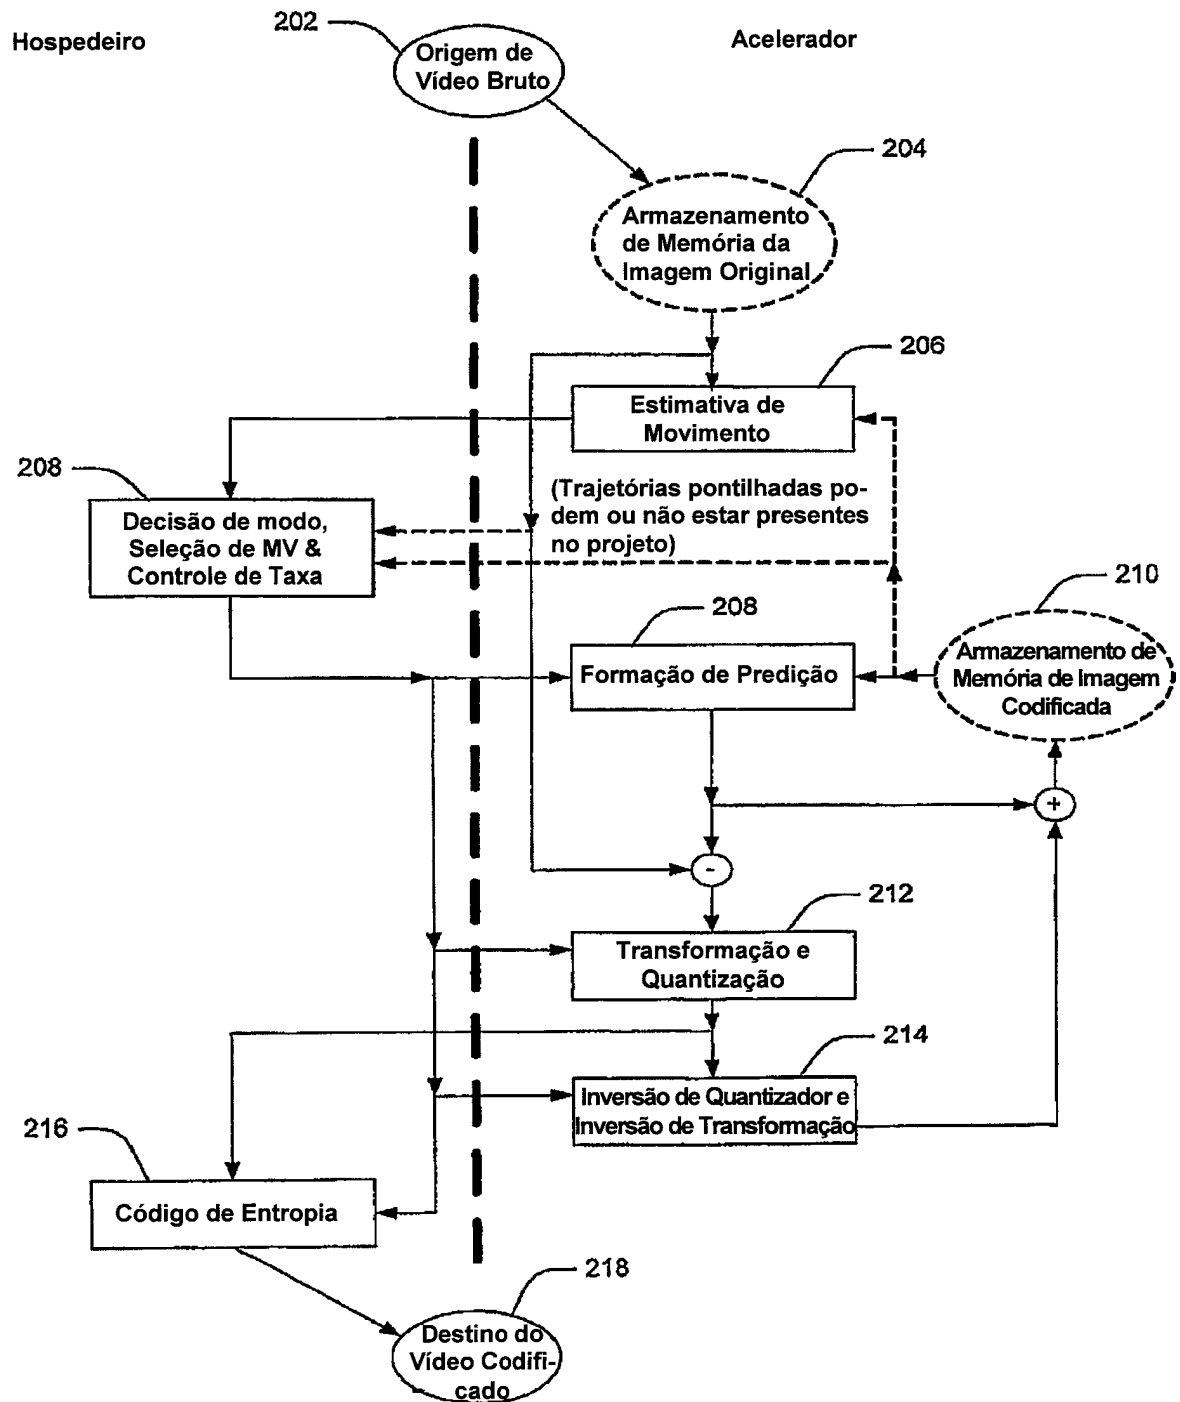 202
Hospedeiro
Acelerador
Origem de
Vídeo Bruto
204
Armazenamento
de Memória da
Imagem Original
206
Estimativa de
Movimento
208
(Trajetórias pontilhadas po-
dem ou não estar presentes
no projeto)
Decisão de modo,
Seleção de MV &
Controle de Taxa
210
208
Formação de Predição
Armazenamento de
Memória de Imagem
Codificada
+
-
212
Transformação e
Quantização
214
Inversão de Quantizador e
Inversão de Transformação
216
Código de Entropia
218
Destino do
Vídeo Codifi-
cado